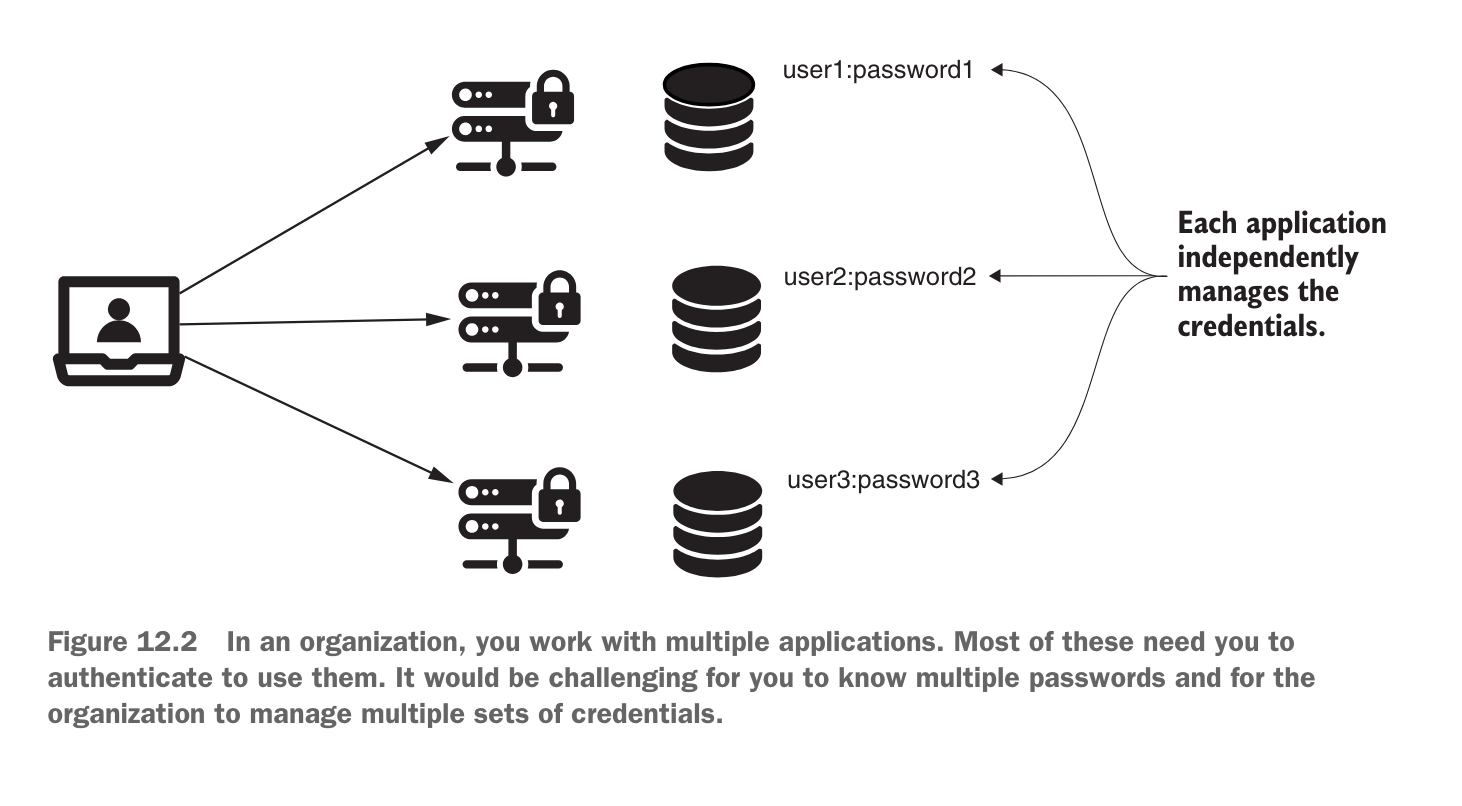 user1:password1
Each application
independently
manages the
credentials.
user2:password2
user3:password3
Figure 12.2 In an organization, you work with multiple applications. Most of these need you to
authenticate to use them. It would be challenging for you to know multiple passwords and for the
organization to manage multiple sets of credentials.